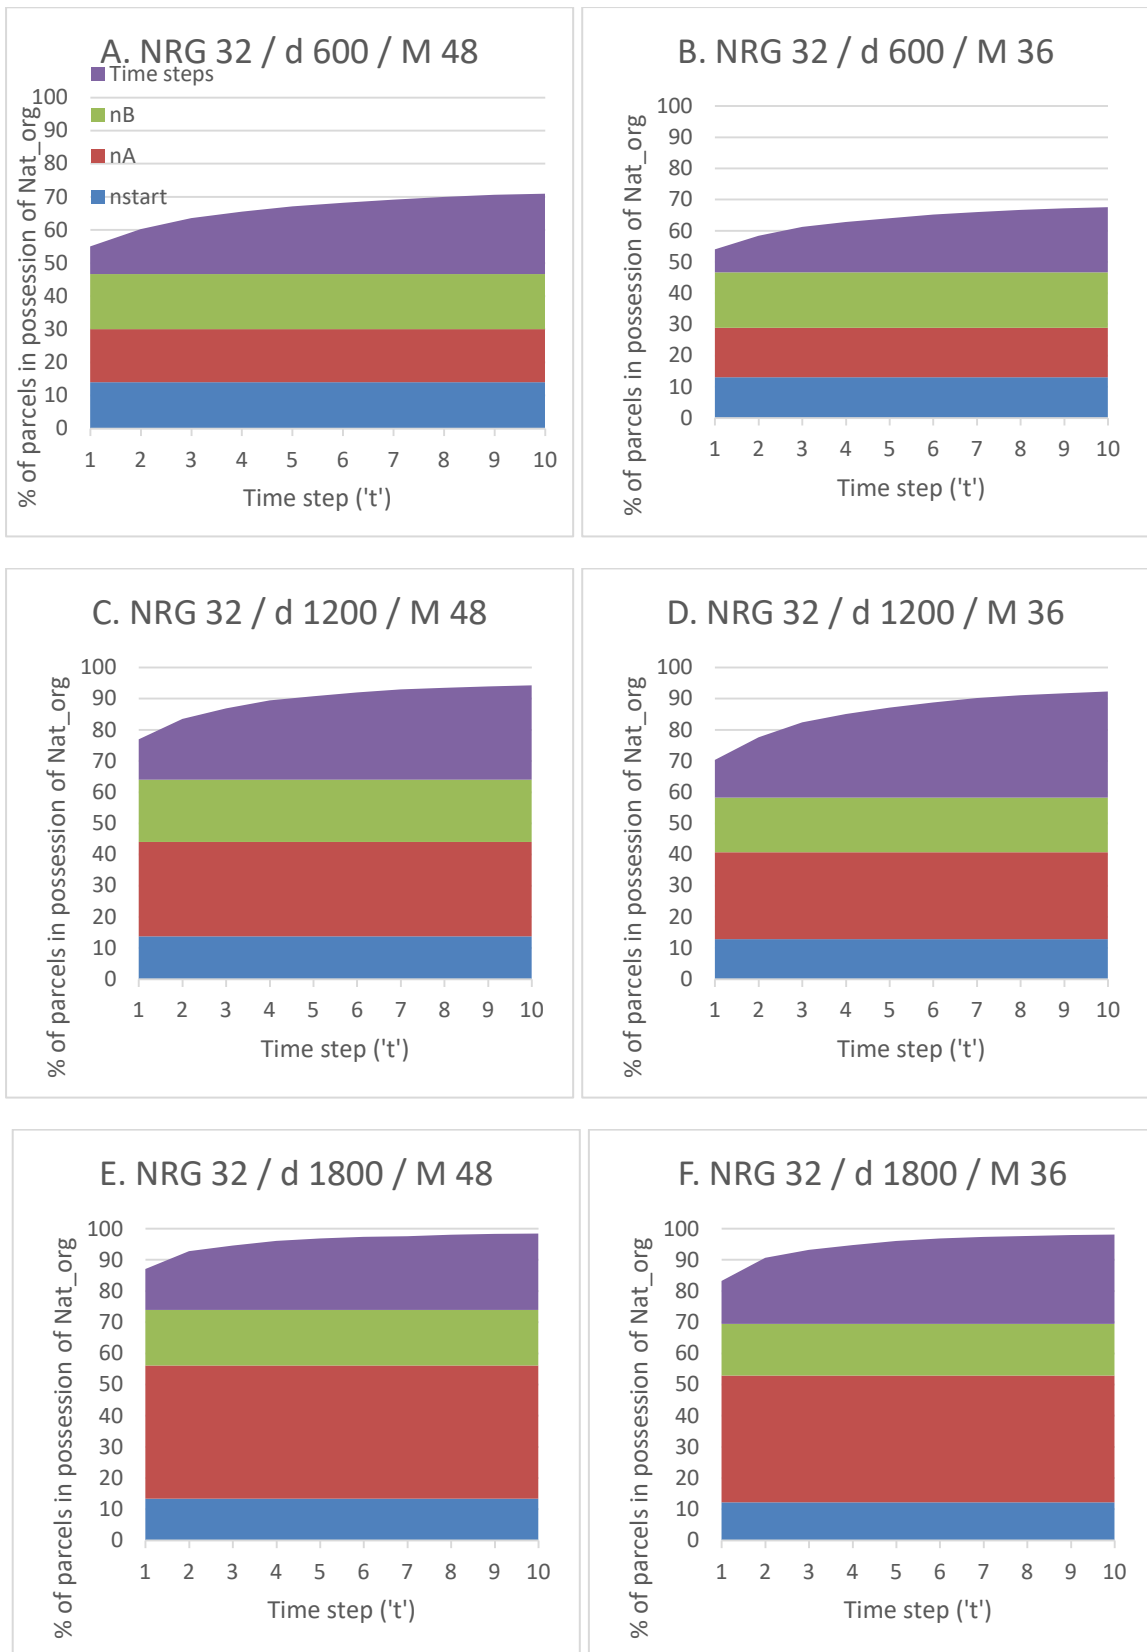 A. NRG 32 / d 600 / M 48
Time steps
nB
nA
nstart
100
90
80
70
60
50
40
30
20
10
0
1 2 3 4 5 6 7 8 9 10
Time step ('t')
% of parcels in possession of Nat_org
B. NRG 32 / d 600 / M 36
100
90
80
70
60
50
40
30
20
10
0
1 2 3 4 5 6 7 8 9 10
Time step ('t')
% of parcels in possession of Nat_org
C. NRG 32 / d 1200 / M 48
100
90
80
70
60
50
40
30
20
10
0
1 2 3 4 5 6 7 8 9 10
Time step ('t')
% of parcels in possession of Nat_org
D. NRG 32 / d 1200 / M 36
100
90
80
70
60
50
40
30
20
10
0
1 2 3 4 5 6 7 8 9 10
Time step ('t')
% of parcels in possession of Nat_org
E. NRG 32 / d 1800 / M 48
100
90
80
70
60
50
40
30
20
10
0
1 2 3 4 5 6 7 8 9 10
Time step ('t')
% of parcels in possession of Nat_org
F. NRG 32 / d 1800 / M 36
100
90
80
70
60
50
40
30
20
10
0
1 2 3 4 5 6 7 8 9 10
Time step ('t')
% of parcels in possession of Nat_org